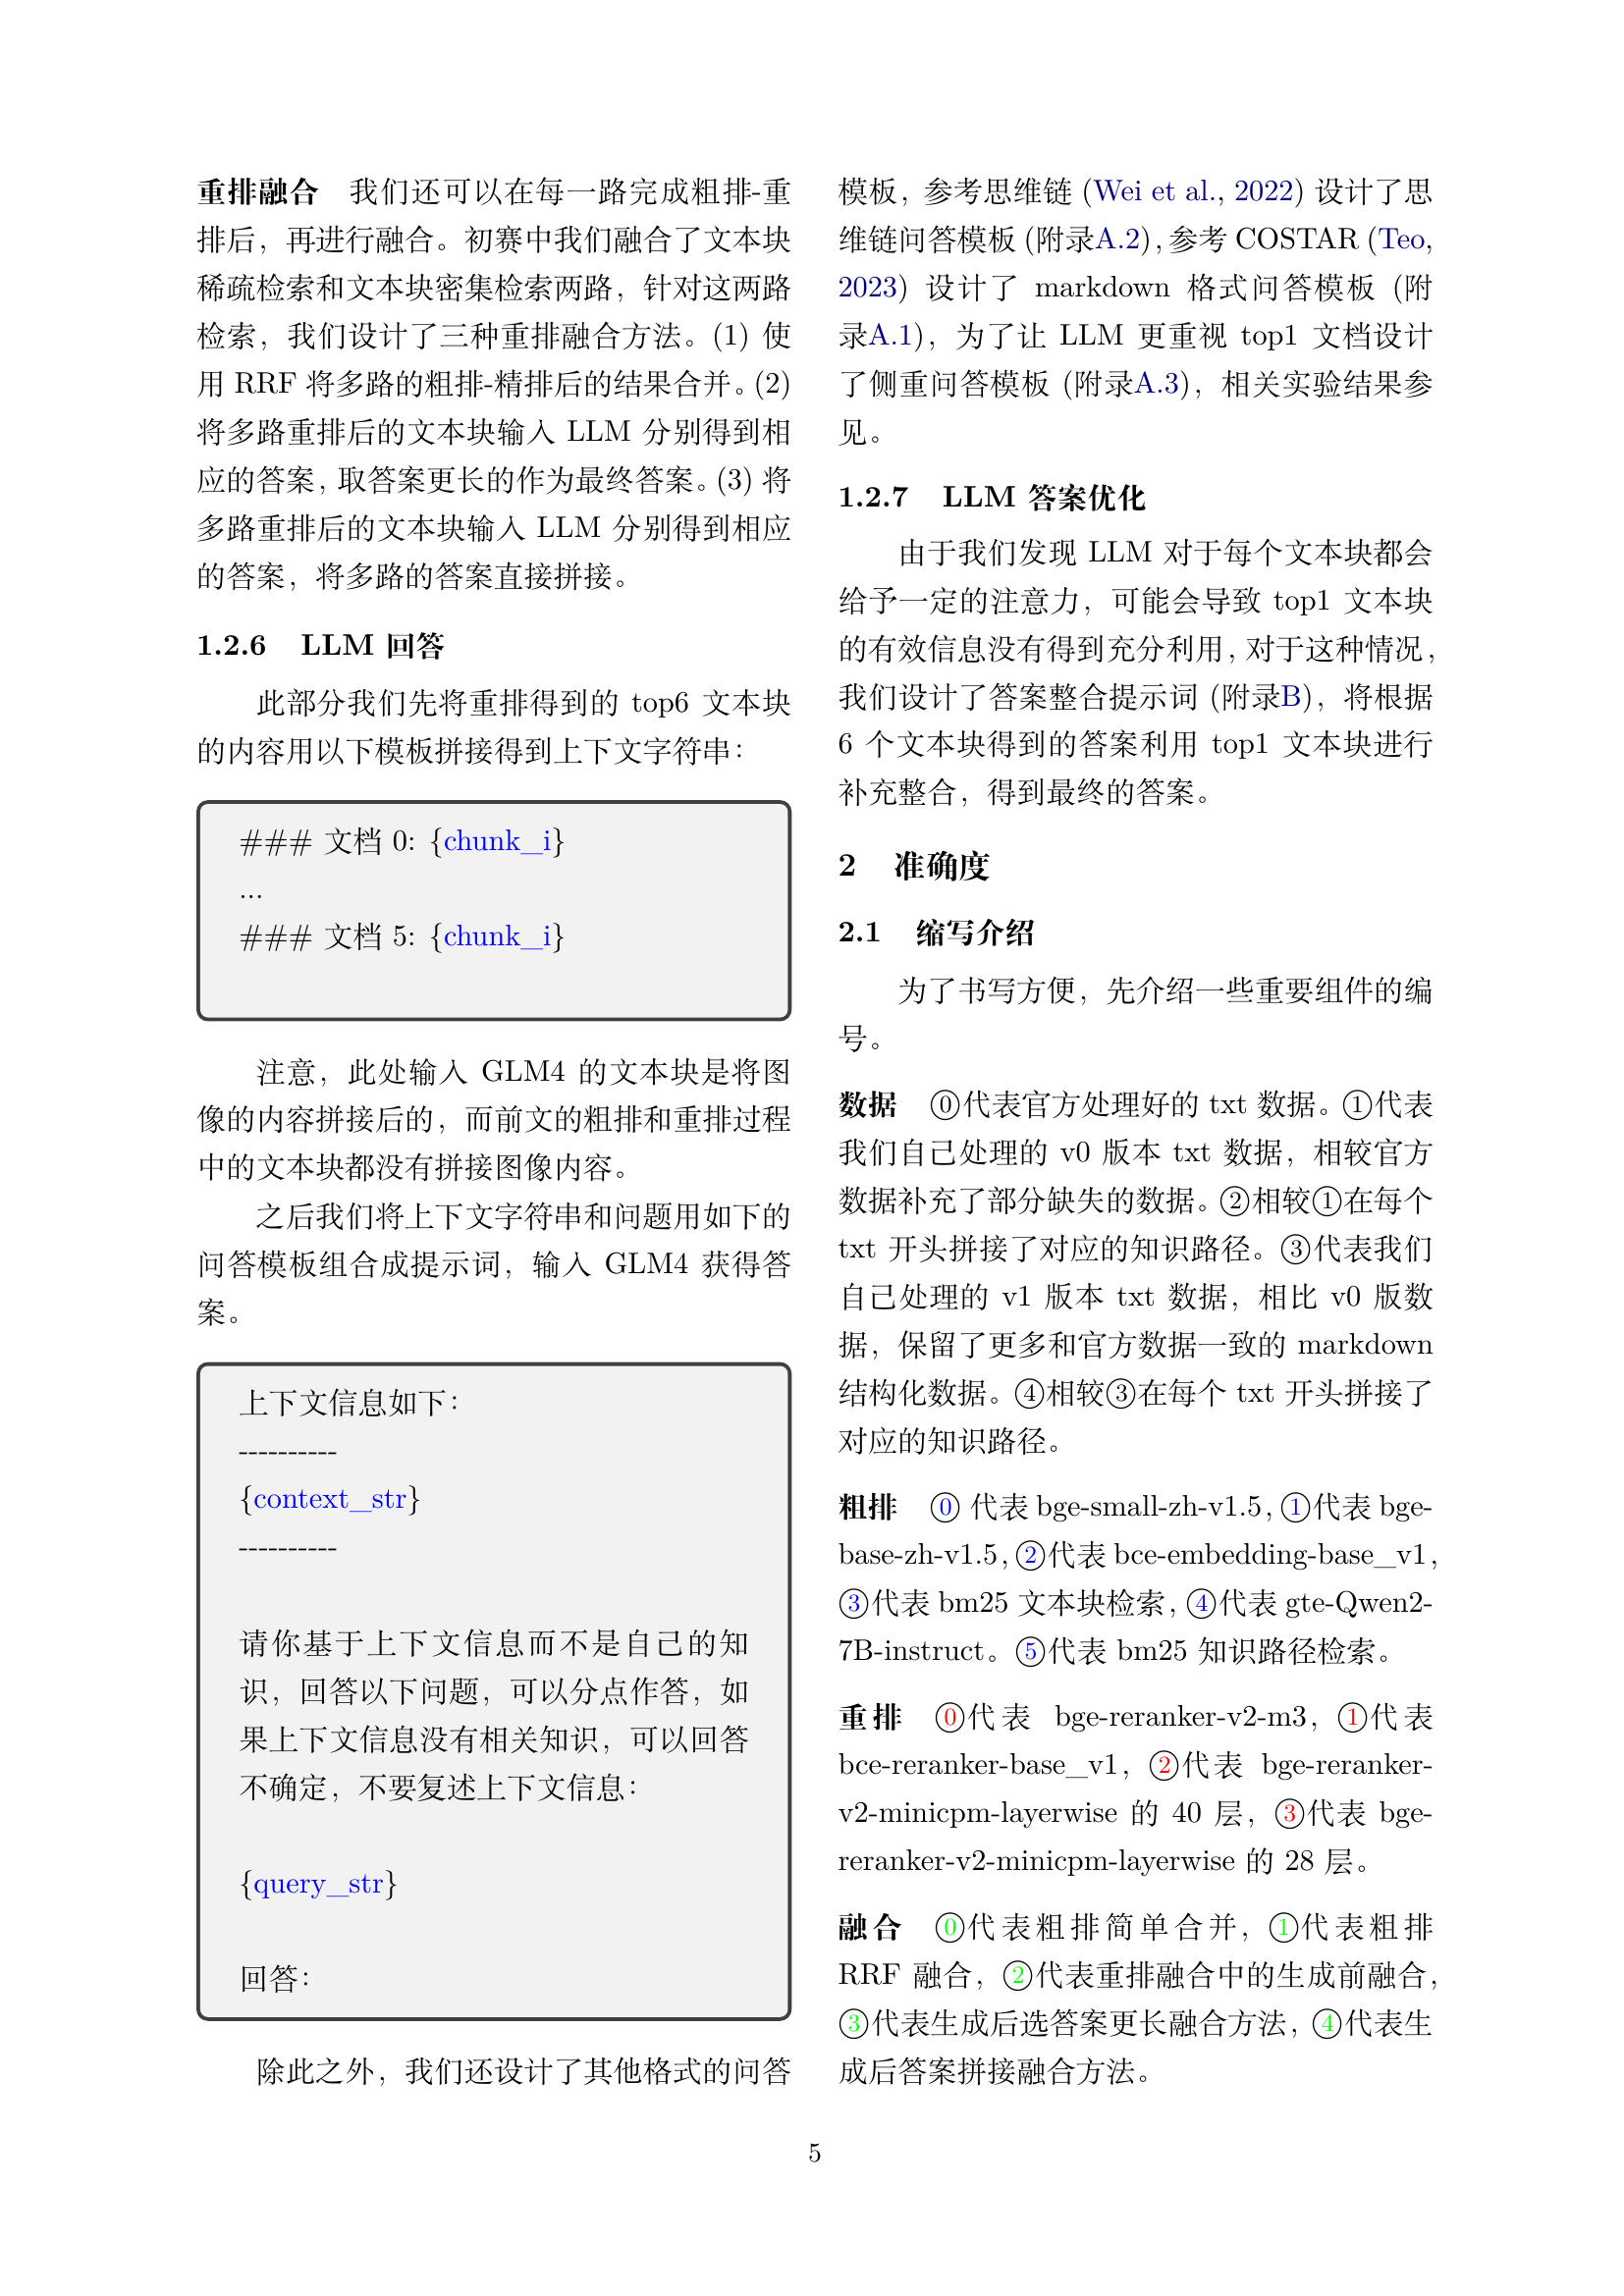 重排融合 我们还可以在每一路完成粗排-重
排后，再进行融合。初赛中我们融合了文本块
稀疏检索和文本块密集检索两路，针对这两路
检索，我们设计了三种重排融合方法。(1) 使
用 RRF 将多路的粗排-精排后的结果合并。(2)
将多路重排后的文本块输入 LLM 分别得到相
应的答案，取答案更长的作为最终答案。(3) 将
多路重排后的文本块输入 LLM 分别得到相应
的答案，将多路的答案直接拼接。
1.2.6 LLM 回答
此部分我们先将重排得到的 top6 文本块
的内容用以下模板拼接得到上下文字符串：
### 文档 0: {chunk_i}
...
### 文档 5: {chunk_i}
注意，此处输入 GLM4 的文本块是将图
像的内容拼接后的，而前文的粗排和重排过程
中的文本块都没有拼接图像内容。
之后我们将上下文字符串和问题用如下的
问答模板组合成提示词，输入 GLM4 获得答
案。
上下文信息如下：
----------
{context_str}
----------
请你基于上下文信息而不是自己的知
识，回答以下问题，可以分点作答，如
果上下文信息没有相关知识，可以回答
不确定，不要复述上下文信息：
{query_str}
回答：
除此之外，我们还设计了其他格式的问答
模板，参考思维链 (Wei et al., 2022) 设计了思
维链问答模板 (附录A.2)，参考 COSTAR (Teo,
2023) 设计了 markdown 格式问答模板 (附
录A.1)，为了让 LLM 更重视 top1 文档设计
了侧重问答模板 (附录A.3)，相关实验结果参
见。
1.2.7 LLM 答案优化
由于我们发现 LLM 对于每个文本块都会
给予一定的注意力，可能会导致 top1 文本块
的有效信息没有得到充分利用，对于这种情况，
我们设计了答案整合提示词 (附录B)，将根据
6 个文本块得到的答案利用 top1 文本块进行
补充整合，得到最终的答案。
2 准确度
2.1 缩写介绍
为了书写方便，先介绍一些重要组件的编
号。
数据 ⓪代表官方处理好的 txt 数据。①代表
我们自己处理的 v0 版本 txt 数据，相较官方
数据补充了部分缺失的数据。②相较①在每个
txt 开头拼接了对应的知识路径。③代表我们
自己处理的 v1 版本 txt 数据，相比 v0 版数
据，保留了更多和官方数据一致的 markdown
结构化数据。④相较③在每个 txt 开头拼接了
对应的知识路径。
粗排 ⓪ 代表 bge-small-zh-v1.5，①代表 bge-
base-zh-v1.5，②代表 bce-embedding-base_v1，
③代表 bm25 文本块检索，④代表 gte-Qwen2-
7B-instruct。⑤代表 bm25 知识路径检索。
重排 ⓪代表 bge-reranker-v2-m3，①代表
bce-reranker-base_v1，②代表 bge-reranker-
v2-minicpm-layerwise 的 40 层，③代表 bge-
reranker-v2-minicpm-layerwise 的 28 层。
融合 ⓪代表粗排简单合并，①代表粗排
RRF 融合，②代表重排融合中的生成前融合，
③代表生成后选答案更长融合方法，④代表生
成后答案拼接融合方法。
5